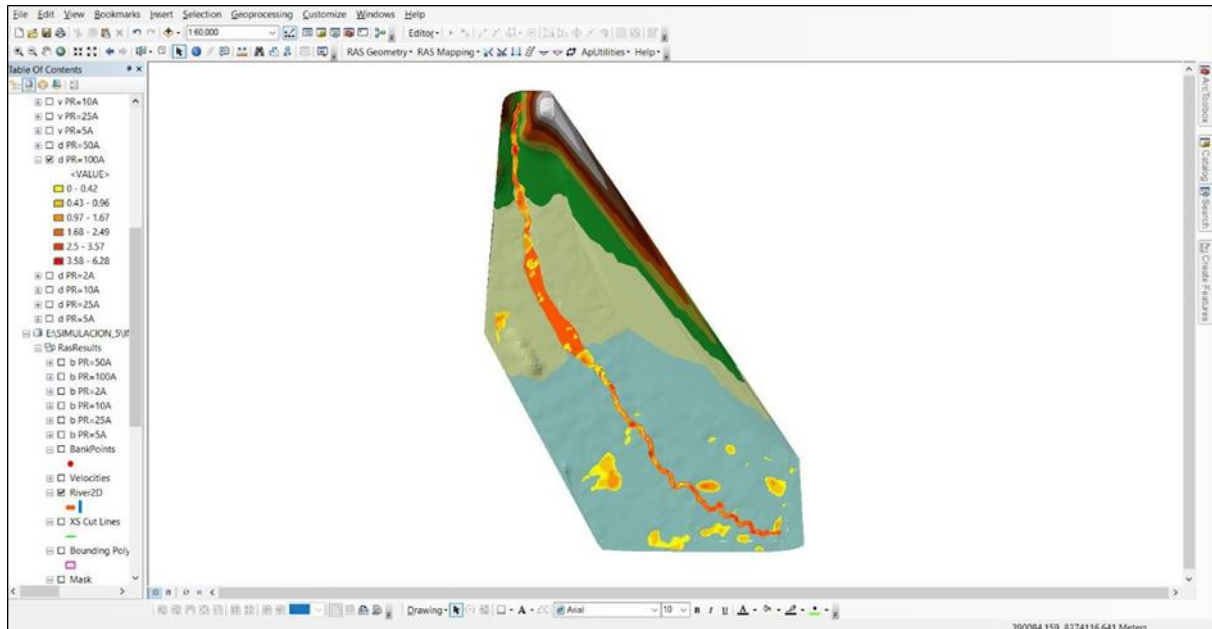 File Edit View Bookmarks Insert Selection Geoprocessing Customize Windows Help
1:60.000 Editor
RAS Geometry RAS Mapping ApUtilities Help
Table Of Contents
v PR=10A
v PR=25A
v PR=5A
d PR=50A
d PR=100A
<VALUE>
0 - 0.42
0.43 - 0.96
0.97 - 1.67
1.68 - 2.49
2.5 - 3.57
3.58 - 6.28
d PR=2A
d PR=10A
d PR=25A
d PR=5A
E:\SIMULACION_5\
RasResults
b PR=50A
b PR=100A
b PR=2A
b PR=10A
b PR=25A
b PR=5A
BankPoints
Velocities
River2D
XS Cut Lines
Bounding Poly
Mask
ArcToolbox
Catalog
Search
Create Features
Drawing A Arial 10 B I U A
390084,159 8374116,641 Meters